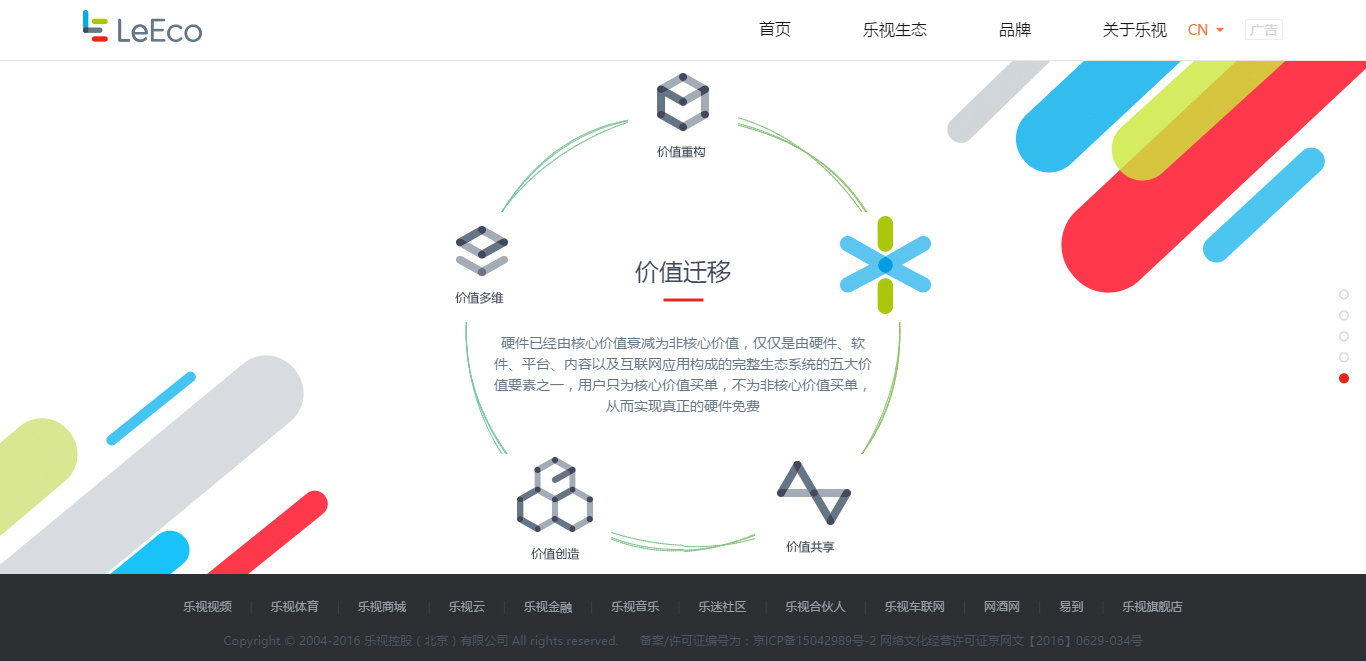 LeEco
首页 乐视生态 品牌 关于乐视 CN 广告
价值重构
价值多维
价值迁移
硬件已经由核心价值衰减为非核心价值，仅仅是由硬件、软
件、平台、内容以及互联网应用构成的完整生态系统的五大价
值要素之一，用户只为核心价值买单，不为非核心价值买单，
从而实现真正的硬件免费
价值创造
价值共享
乐视视频 | 乐视体育 | 乐视商城 | 乐视云 | 乐视金融 | 乐视音乐 | 乐迷社区 | 乐视合伙人 | 乐视车联网 | 网酒网 | 易到 | 乐视旗舰店
Copyright © 2004-2016 乐视控股（北京）有限公司 All rights reserved. 备案/许可证编号为：京ICP备15042989号-2 网络文化经营许可证京网文【2016】0629-034号